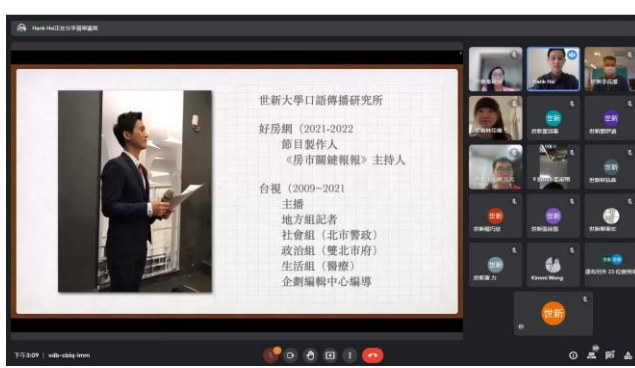 Hank Hsi正在分享螢幕畫面
世新大學口語傳播研究所
好房網（2021-2022
節目製作人
《房市關鍵報報》主持人
台視（2009~2021
主播
地方組記者
社會組（北市警政）
政治組（雙北市府）
生活組（醫療）
企劃編輯中心編導
Hank Hsi
世新
世新
世新
世新
世新
世新
Kimmi Wang
世新
下午3:09 | vdb-cbiq-imm